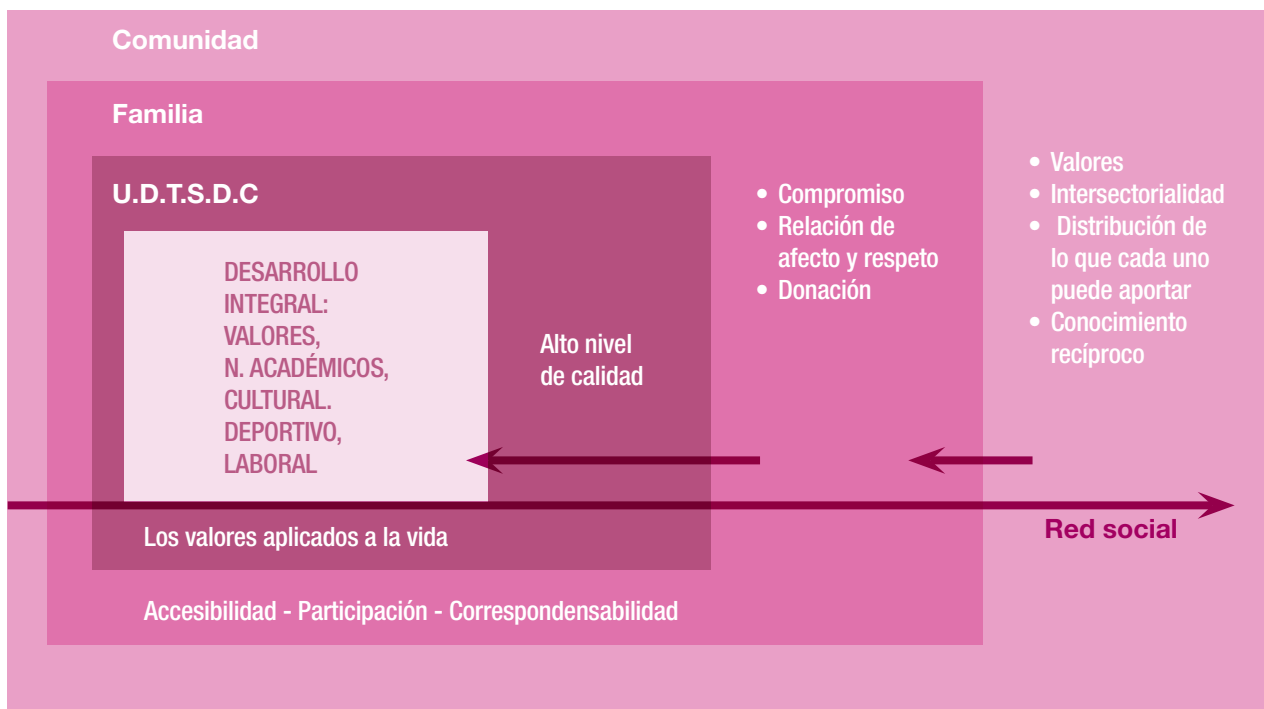 Comunidad
Familia
U.D.T.S.D.C
DESARROLLO
INTEGRAL:
VALORES,
N. ACADÉMICOS,
CULTURAL.
DEPORTIVO,
LABORAL
Alto nivel
de calidad
• Compromiso
• Relación de
afecto y respeto
• Donación
• Valores
• Intersectorialidad
• Distribución de
lo que cada uno
puede aportar
• Conocimiento
recíproco
Red social
Los valores aplicados a la vida
Accesibilidad - Participación - Correspondensabilidad